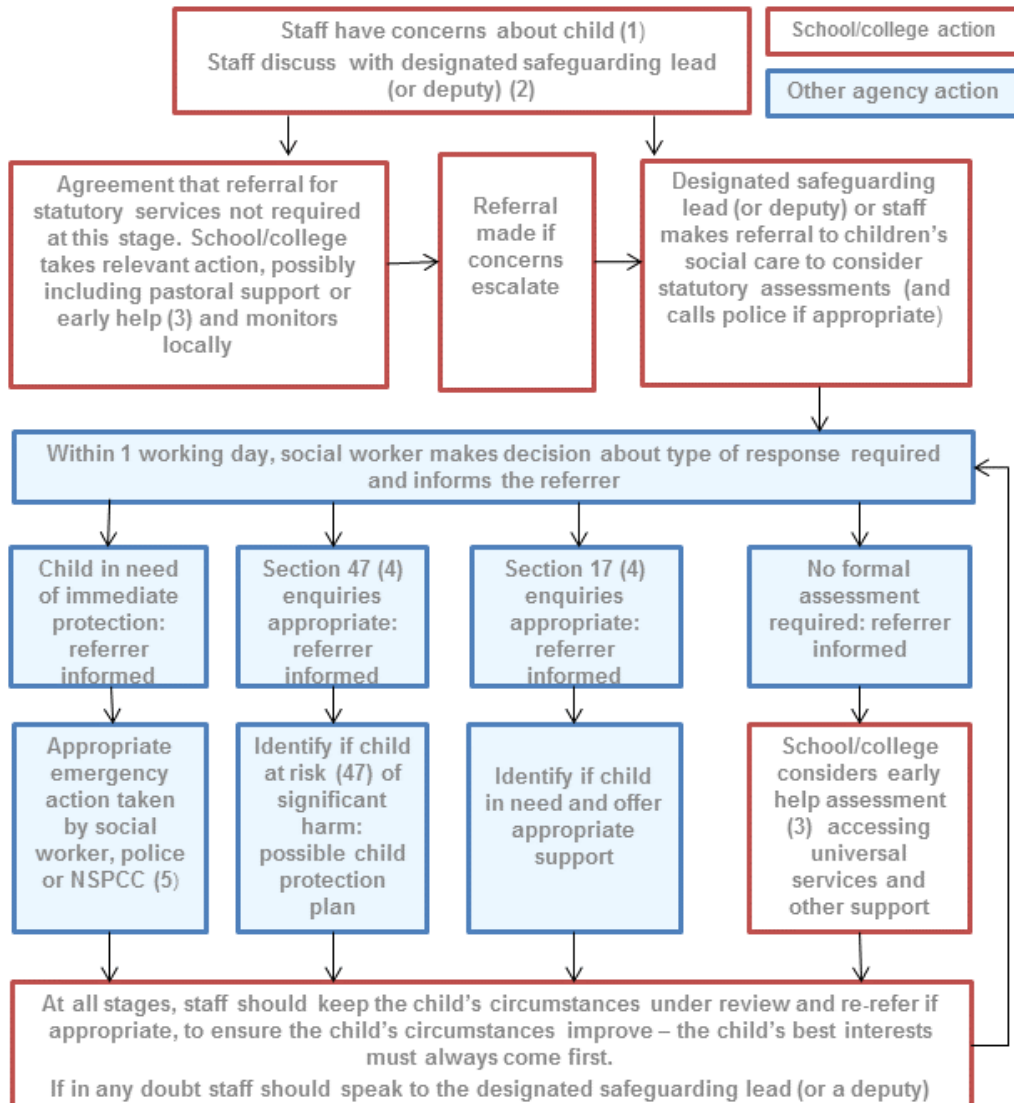 Staff have concerns about child (1)
Staff discuss with designated safeguarding lead
(or deputy) (2)
School/college action
Other agency action
Agreement that referral for
statutory services not required
at this stage. School/college
takes relevant action, possibly
including pastoral support or
early help (3) and monitors
locally
Referral
made if
concerns
escalate
Designated safeguarding
lead (or deputy) or staff
makes referral to children's
social care to consider
statutory assessments (and
calls police if appropriate)
Within 1 working day, social worker makes decision about type of response required
and informs the referrer
Child in need
of immediate
protection:
referrer
informed
Section 47 (4)
enquiries
appropriate:
referrer
informed
Section 17 (4)
enquiries
appropriate:
referrer
informed
No formal
assessment
required: referrer
informed
Appropriate
emergency
action taken
by social
worker, police
or NSPCC (5)
Identify if child
at risk (47) of
significant
harm:
possible child
protection
plan
Identify if child
in need and offer
appropriate
support
School/college
considers early
help assessment
(3) accessing
universal
services and
other support
At all stages, staff should keep the child's circumstances under review and re-refer if
appropriate, to ensure the child's circumstances improve – the child's best interests
must always come first.
If in any doubt staff should speak to the designated safeguarding lead (or a deputy)